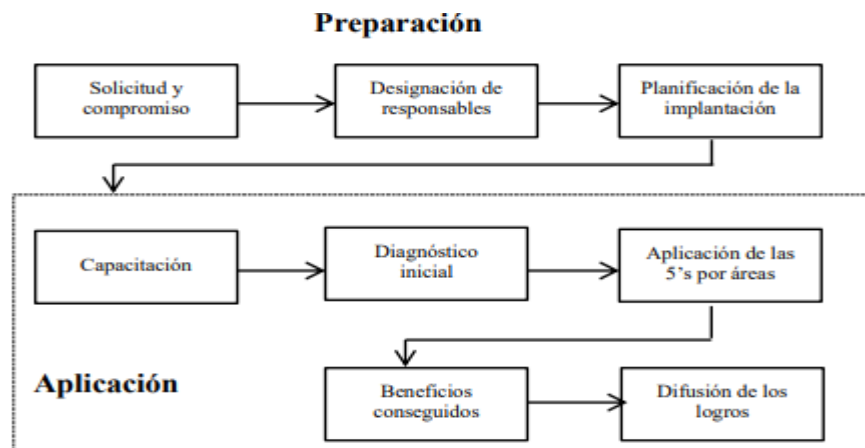 Preparación
Solicitud y
compromiso
Designación de
responsables
Planificación de la
implantación
Capacitación
Diagnóstico
inicial
Aplicación de las
5’s por áreas
Aplicación
Beneficios
conseguidos
Difusión de los
logros